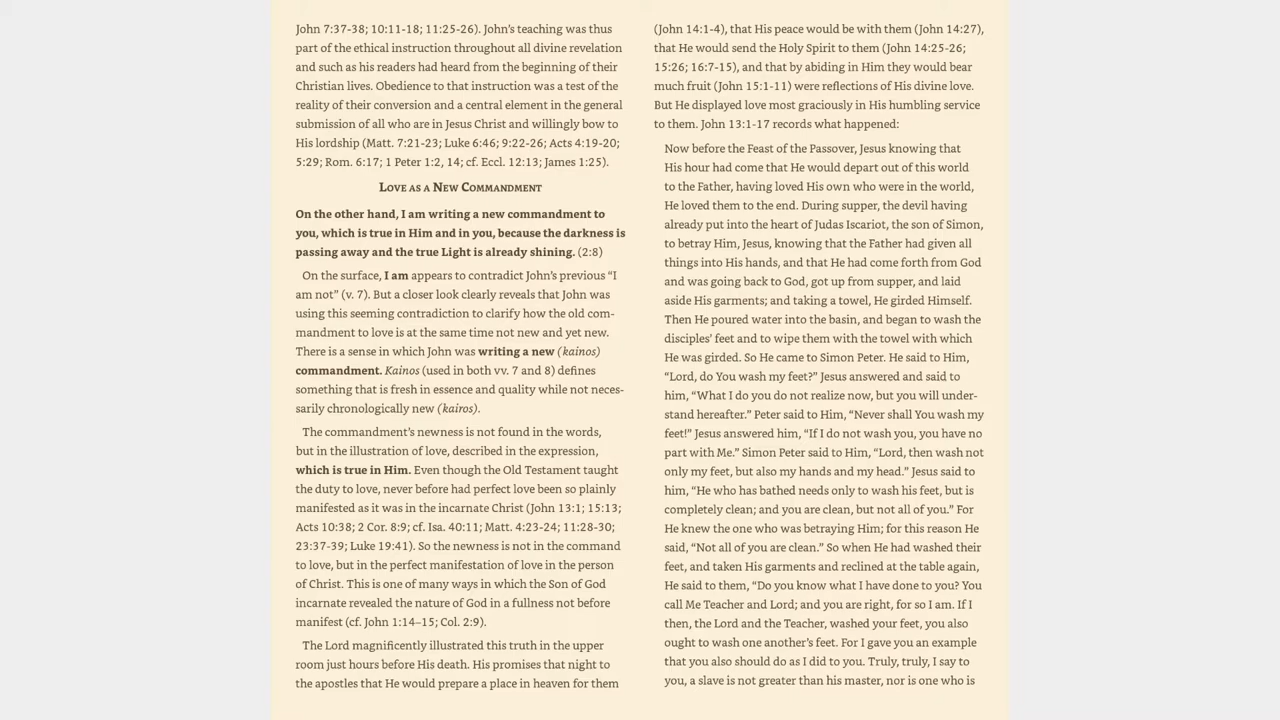 John 7:37-38; 10:11-18; 11:25-26). John’s teaching was thus
part of the ethical instruction throughout all divine revelation
and such as his readers had heard from the beginning of their
Christian lives. Obedience to that instruction was a test of the
reality of their conversion and a central element in the general
submission of all who are in Jesus Christ and willingly bow to
His lordship (Matt. 7:21-23; Luke 6:46; 9:22-26; Acts 4:19-20;
5:29; Rom. 6:17; 1 Peter 1:2, 14; cf. Eccl. 12:13; James 1:25).
Love as a New Commandment
On the other hand, I am writing a new commandment to
you, which is true in Him and in you, because the darkness is
passing away and the true Light is already shining. (2:8)
On the surface, I am appears to contradict John’s previous “I
am not” (v. 7). But a closer look clearly reveals that John was
using this seeming contradiction to clarify how the old com-
mandment to love is at the same time not new and yet new.
There is a sense in which John was writing a new (kainos)
commandment. Kainos (used in both vv. 7 and 8) defines
something that is fresh in essence and quality while not neces-
sarily chronologically new (kairos).
The commandment’s newness is not found in the words,
but in the illustration of love, described in the expression,
which is true in Him. Even though the Old Testament taught
the duty to love, never before had perfect love been so plainly
manifested as it was in the incarnate Christ (John 13:1; 15:13;
Acts 10:38; 2 Cor. 8:9; cf. Isa. 40:11; Matt. 4:23-24; 11:28-30;
23:37-39; Luke 19:41). So the newness is not in the command
to love, but in the perfect manifestation of love in the person
of Christ. This is one of many ways in which the Son of God
incarnate revealed the nature of God in a fullness not before
manifest (cf. John 1:14–15; Col. 2:9).
The Lord magnificently illustrated this truth in the upper
room just hours before His death. His promises that night to
the apostles that He would prepare a place in heaven for them
(John 14:1-4), that His peace would be with them (John 14:27),
that He would send the Holy Spirit to them (John 14:25-26;
15:26; 16:7-15), and that by abiding in Him they would bear
much fruit (John 15:1-11) were reflections of His divine love.
But He displayed love most graciously in His humbling service
to them. John 13:1-17 records what happened:
Now before the Feast of the Passover, Jesus knowing that
His hour had come that He would depart out of this world
to the Father, having loved His own who were in the world,
He loved them to the end. During supper, the devil having
already put into the heart of Judas Iscariot, the son of Simon,
to betray Him, Jesus, knowing that the Father had given all
things into His hands, and that He had come forth from God
and was going back to God, got up from supper, and laid
aside His garments; and taking a towel, He girded Himself.
Then He poured water into the basin, and began to wash the
disciples’ feet and to wipe them with the towel with which
He was girded. So He came to Simon Peter. He said to Him,
“Lord, do You wash my feet?” Jesus answered and said to
him, “What I do you do not realize now, but you will under-
stand hereafter.” Peter said to Him, “Never shall You wash my
feet!” Jesus answered him, “If I do not wash you, you have no
part with Me.” Simon Peter said to Him, “Lord, then wash not
only my feet, but also my hands and my head.” Jesus said to
him, “He who has bathed needs only to wash his feet, but is
completely clean; and you are clean, but not all of you.” For
He knew the one who was betraying Him; for this reason He
said, “Not all of you are clean.” So when He had washed their
feet, and taken His garments and reclined at the table again,
He said to them, “Do you know what I have done to you? You
call Me Teacher and Lord; and you are right, for so I am. If I
then, the Lord and the Teacher, washed your feet, you also
ought to wash one another’s feet. For I gave you an example
that you also should do as I did to you. Truly, truly, I say to
you, a slave is not greater than his master, nor is one who is